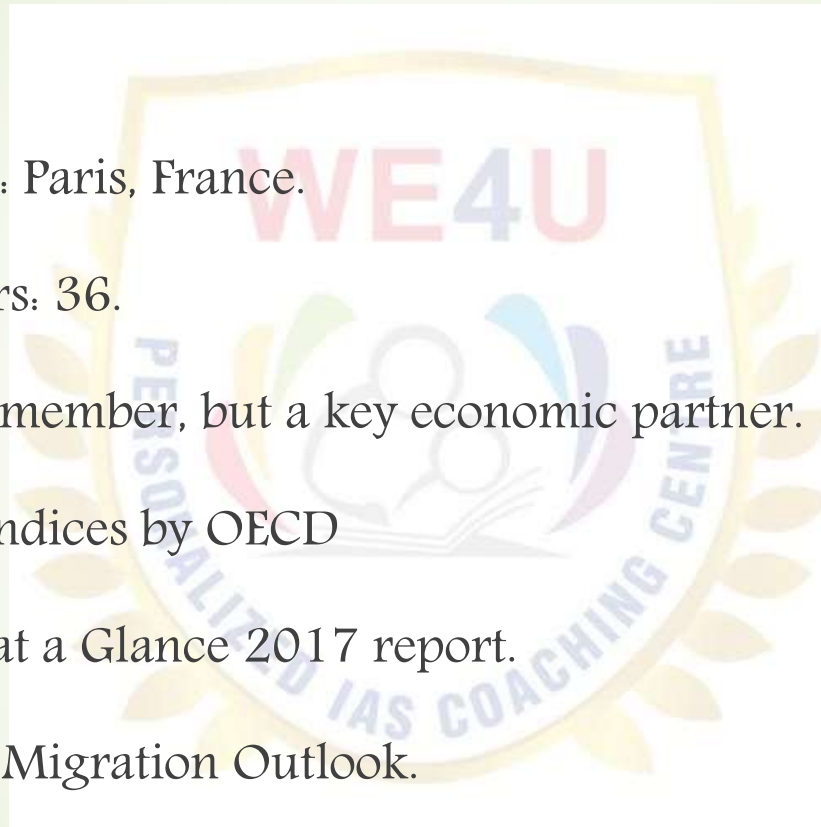 : Paris, France.
WE4U
rs: 36.
member, but a key economic partner.
ndices by OECD
at a Glance 2017 report.
Migration Outlook.
PERSONALIZED IAS COACHING CENTRE